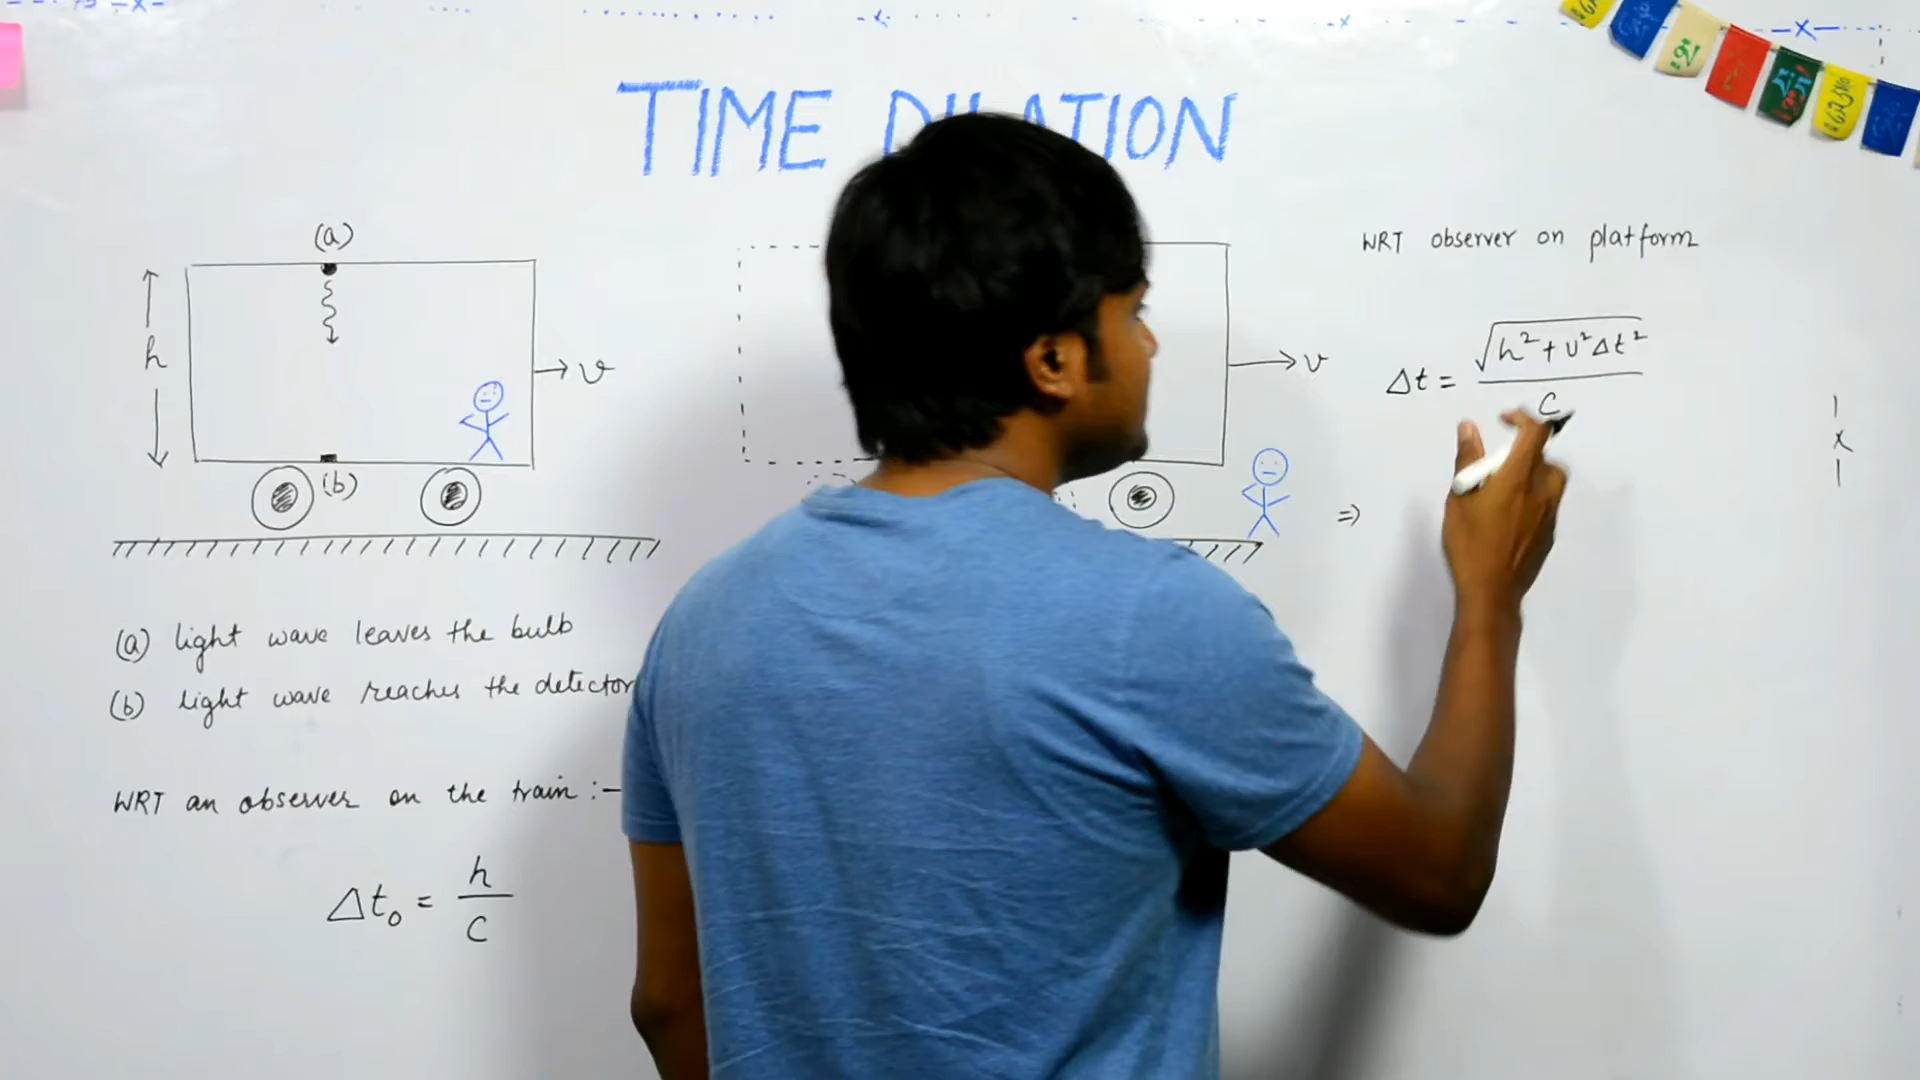 TIME DILATION
(a)
h
v
(b)
(a) light wave leaves the bulb
(b) light wave reaches the detector
WRT an observer on the train :-
Δt₀ = h/c
v
WRT observer on platform
Δt = √(h² + v²Δt²)/c
⇒